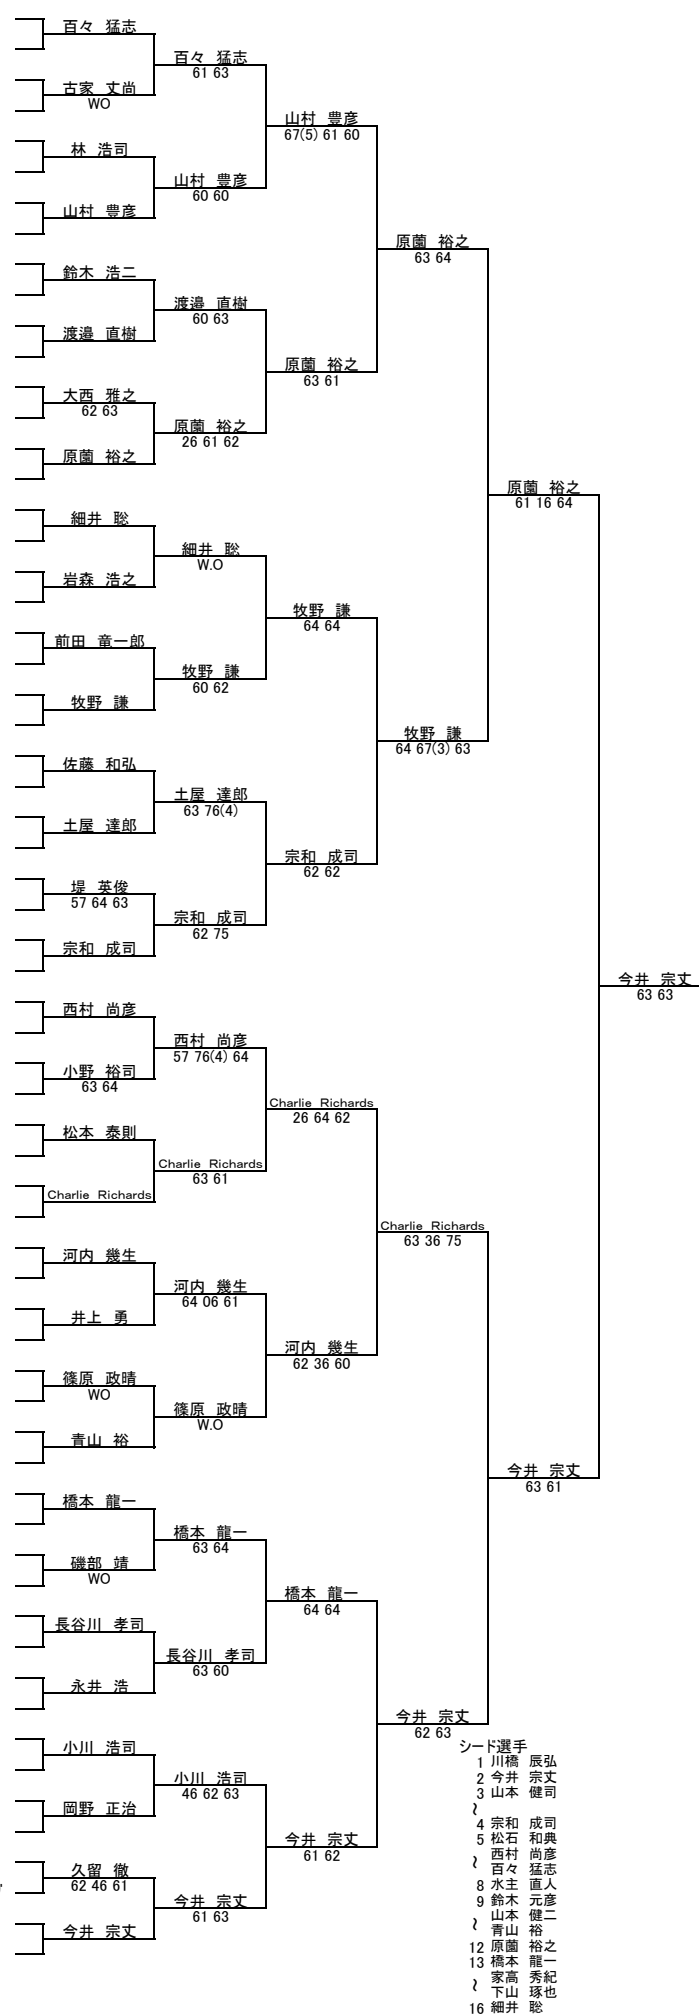 百々 猛志
百々 猛志
61 63
古家 丈尚
WO
山村 豊彦
67(5) 61 60
林 浩司
山村 豊彦
60 60
山村 豊彦
原薗 裕之
63 64
鈴木 浩二
渡邉 直樹
60 63
渡邉 直樹
原薗 裕之
63 61
大西 雅之
62 63
原薗 裕之
26 61 62
原薗 裕之
原薗 裕之
61 16 64
細井 聡
細井 聡
W.O
岩森 浩之
牧野 謙
64 64
前田 竜一郎
牧野 謙
60 62
牧野 謙
牧野 謙
64 67(3) 63
佐藤 和弘
土屋 達郎
63 76(4)
土屋 達郎
宗和 成司
62 62
堤 英俊
57 64 63
宗和 成司
62 75
宗和 成司
今井 宗丈
63 63
西村 尚彦
西村 尚彦
57 76(4) 64
小野 裕司
63 64
Charlie Richards
26 64 62
松本 泰則
Charlie Richards
63 61
Charlie Richards
Charlie Richards
63 36 75
河内 幾生
河内 幾生
64 06 61
井上 勇
河内 幾生
62 36 60
篠原 政晴
WO
篠原 政晴
W.O
青山 裕
今井 宗丈
63 61
橋本 龍一
橋本 龍一
63 64
磯部 靖
WO
橋本 龍一
64 64
長谷川 孝司
長谷川 孝司
63 60
永井 浩
今井 宗丈
62 63
小川 浩司
小川 浩司
46 62 63
岡野 正治
今井 宗丈
61 62
久留 徹
62 46 61
今井 宗丈
61 63
今井 宗丈
シード選手
1 川橋 辰弘
2 今井 宗丈
3 山本 健司
~
4 宗和 成司
5 松石 和典
西村 尚彦
~
百々 猛志
8 水主 直人
9 鈴木 元彦
山本 健二
~
青山 裕
12 原薗 裕之
13 橋本 龍一
家高 秀紀
~
下山 琢也
16 細井 聡